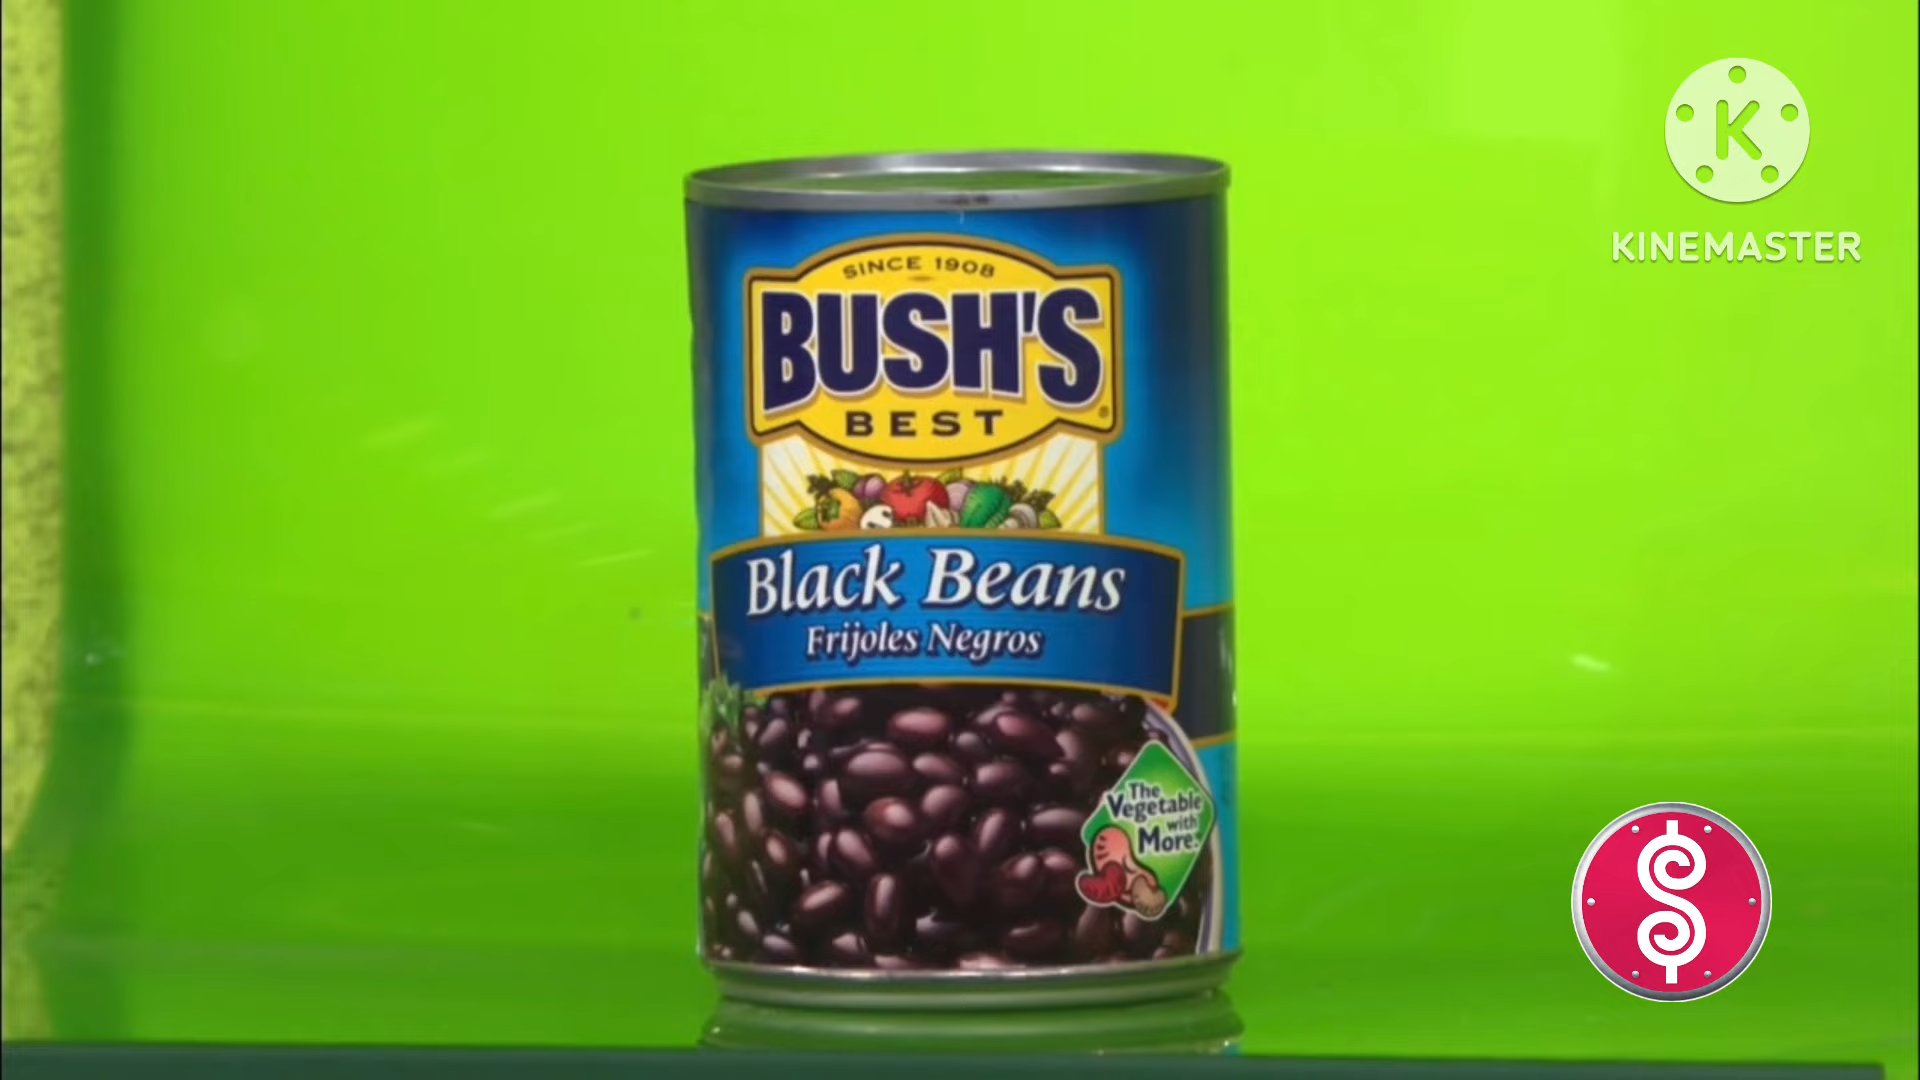 K
KINEMASTER
SINCE 1908
BUSH'S
®
BEST
Black Beans
Frijoles Negros
The
Vegetable
with
More.
$